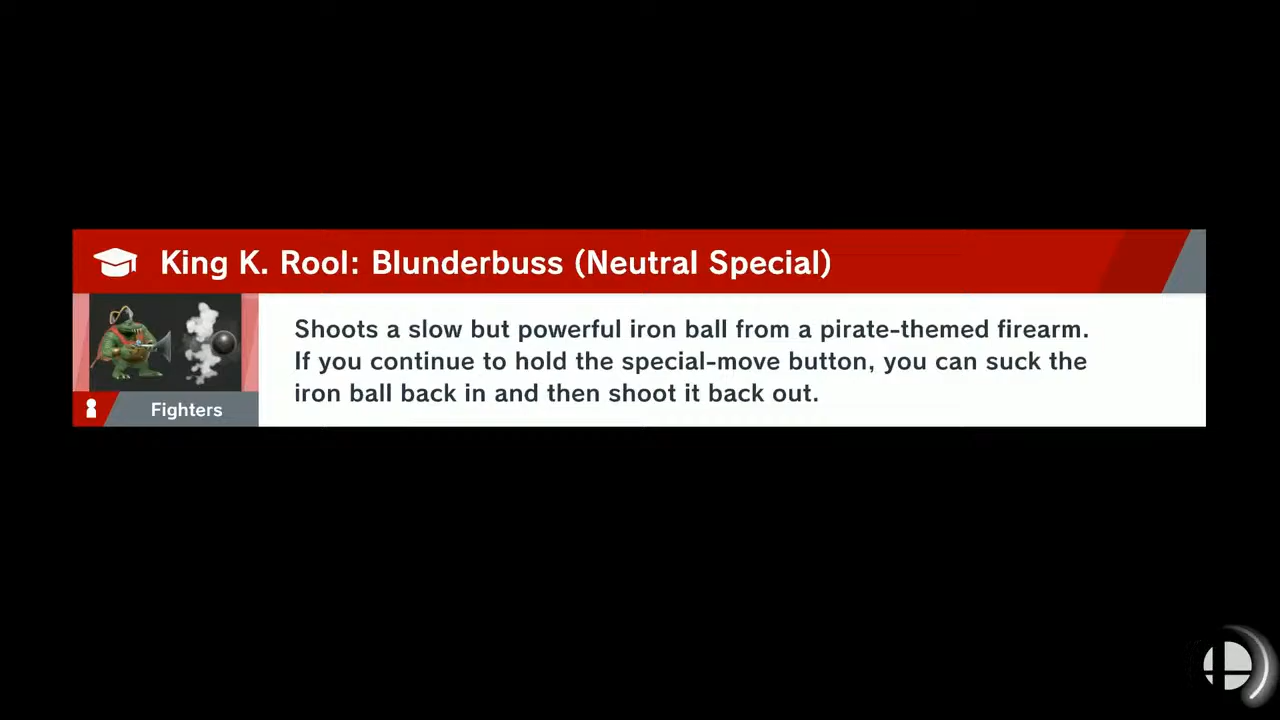 King K. Rool: Blunderbuss (Neutral Special)
Shoots a slow but powerful iron ball from a pirate-themed firearm.
If you continue to hold the special-move button, you can suck the
iron ball back in and then shoot it back out.
Fighters